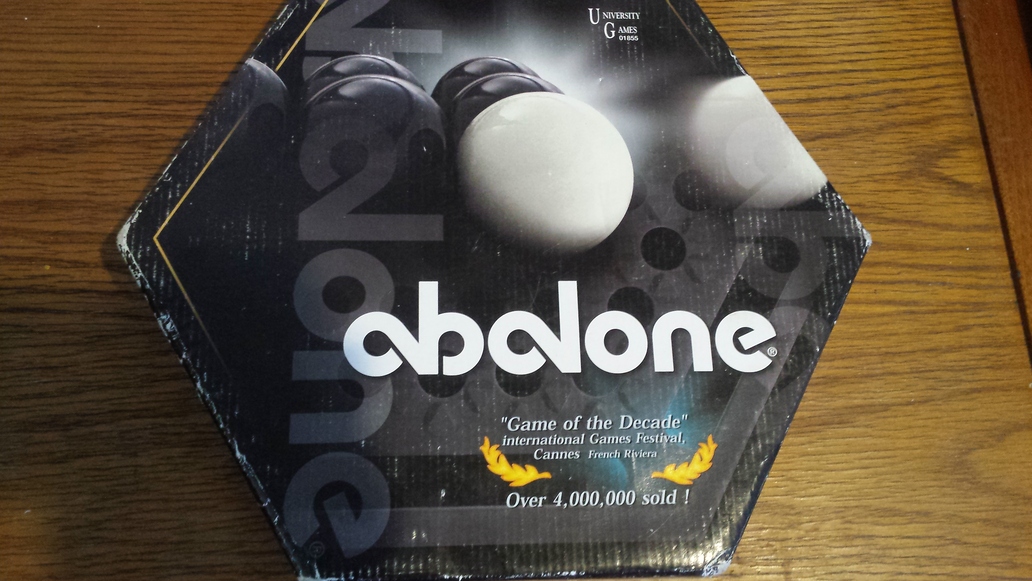 University
Games
01855
abalone
abalone®
"Game of the Decade"
international Games Festival,
Cannes French Riviera
Over 4,000,000 sold !